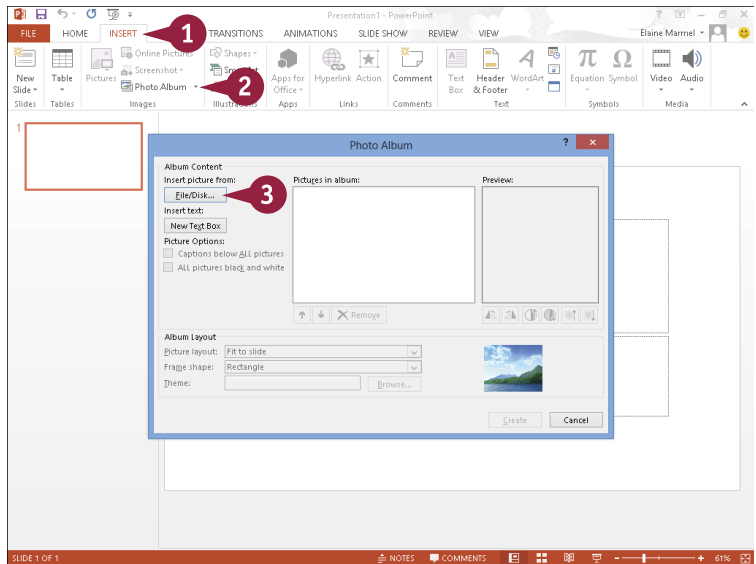 Presentation1 - PowerPoint
FILE HOME INSERT 1 TRANSITIONS ANIMATIONS SLIDE SHOW REVIEW VIEW Elaine Marmel
New Slide
Table
Pictures
Online Pictures
Screenshot
Photo Album
2
Shapes
Apps for Office
Hyperlink
Action
Comment
Text Box
Header & Footer
WordArt
Equation
Symbol
Video
Audio
Slides Tables Images Illustrations Apps Links Comments Text Symbols Media
1
Photo Album
Album Content
Insert picture from:
File/Disk...
3
Insert text:
New Text Box
Picture Options:
Captions below ALL pictures
ALL pictures black and white
Pictures in album:
Preview:
Remove
Album Layout
Picture layout: Fit to slide
Frame shape: Rectangle
Theme:
Browse...
Create Cancel
SLIDE 1 OF 1 NOTES COMMENTS 61%